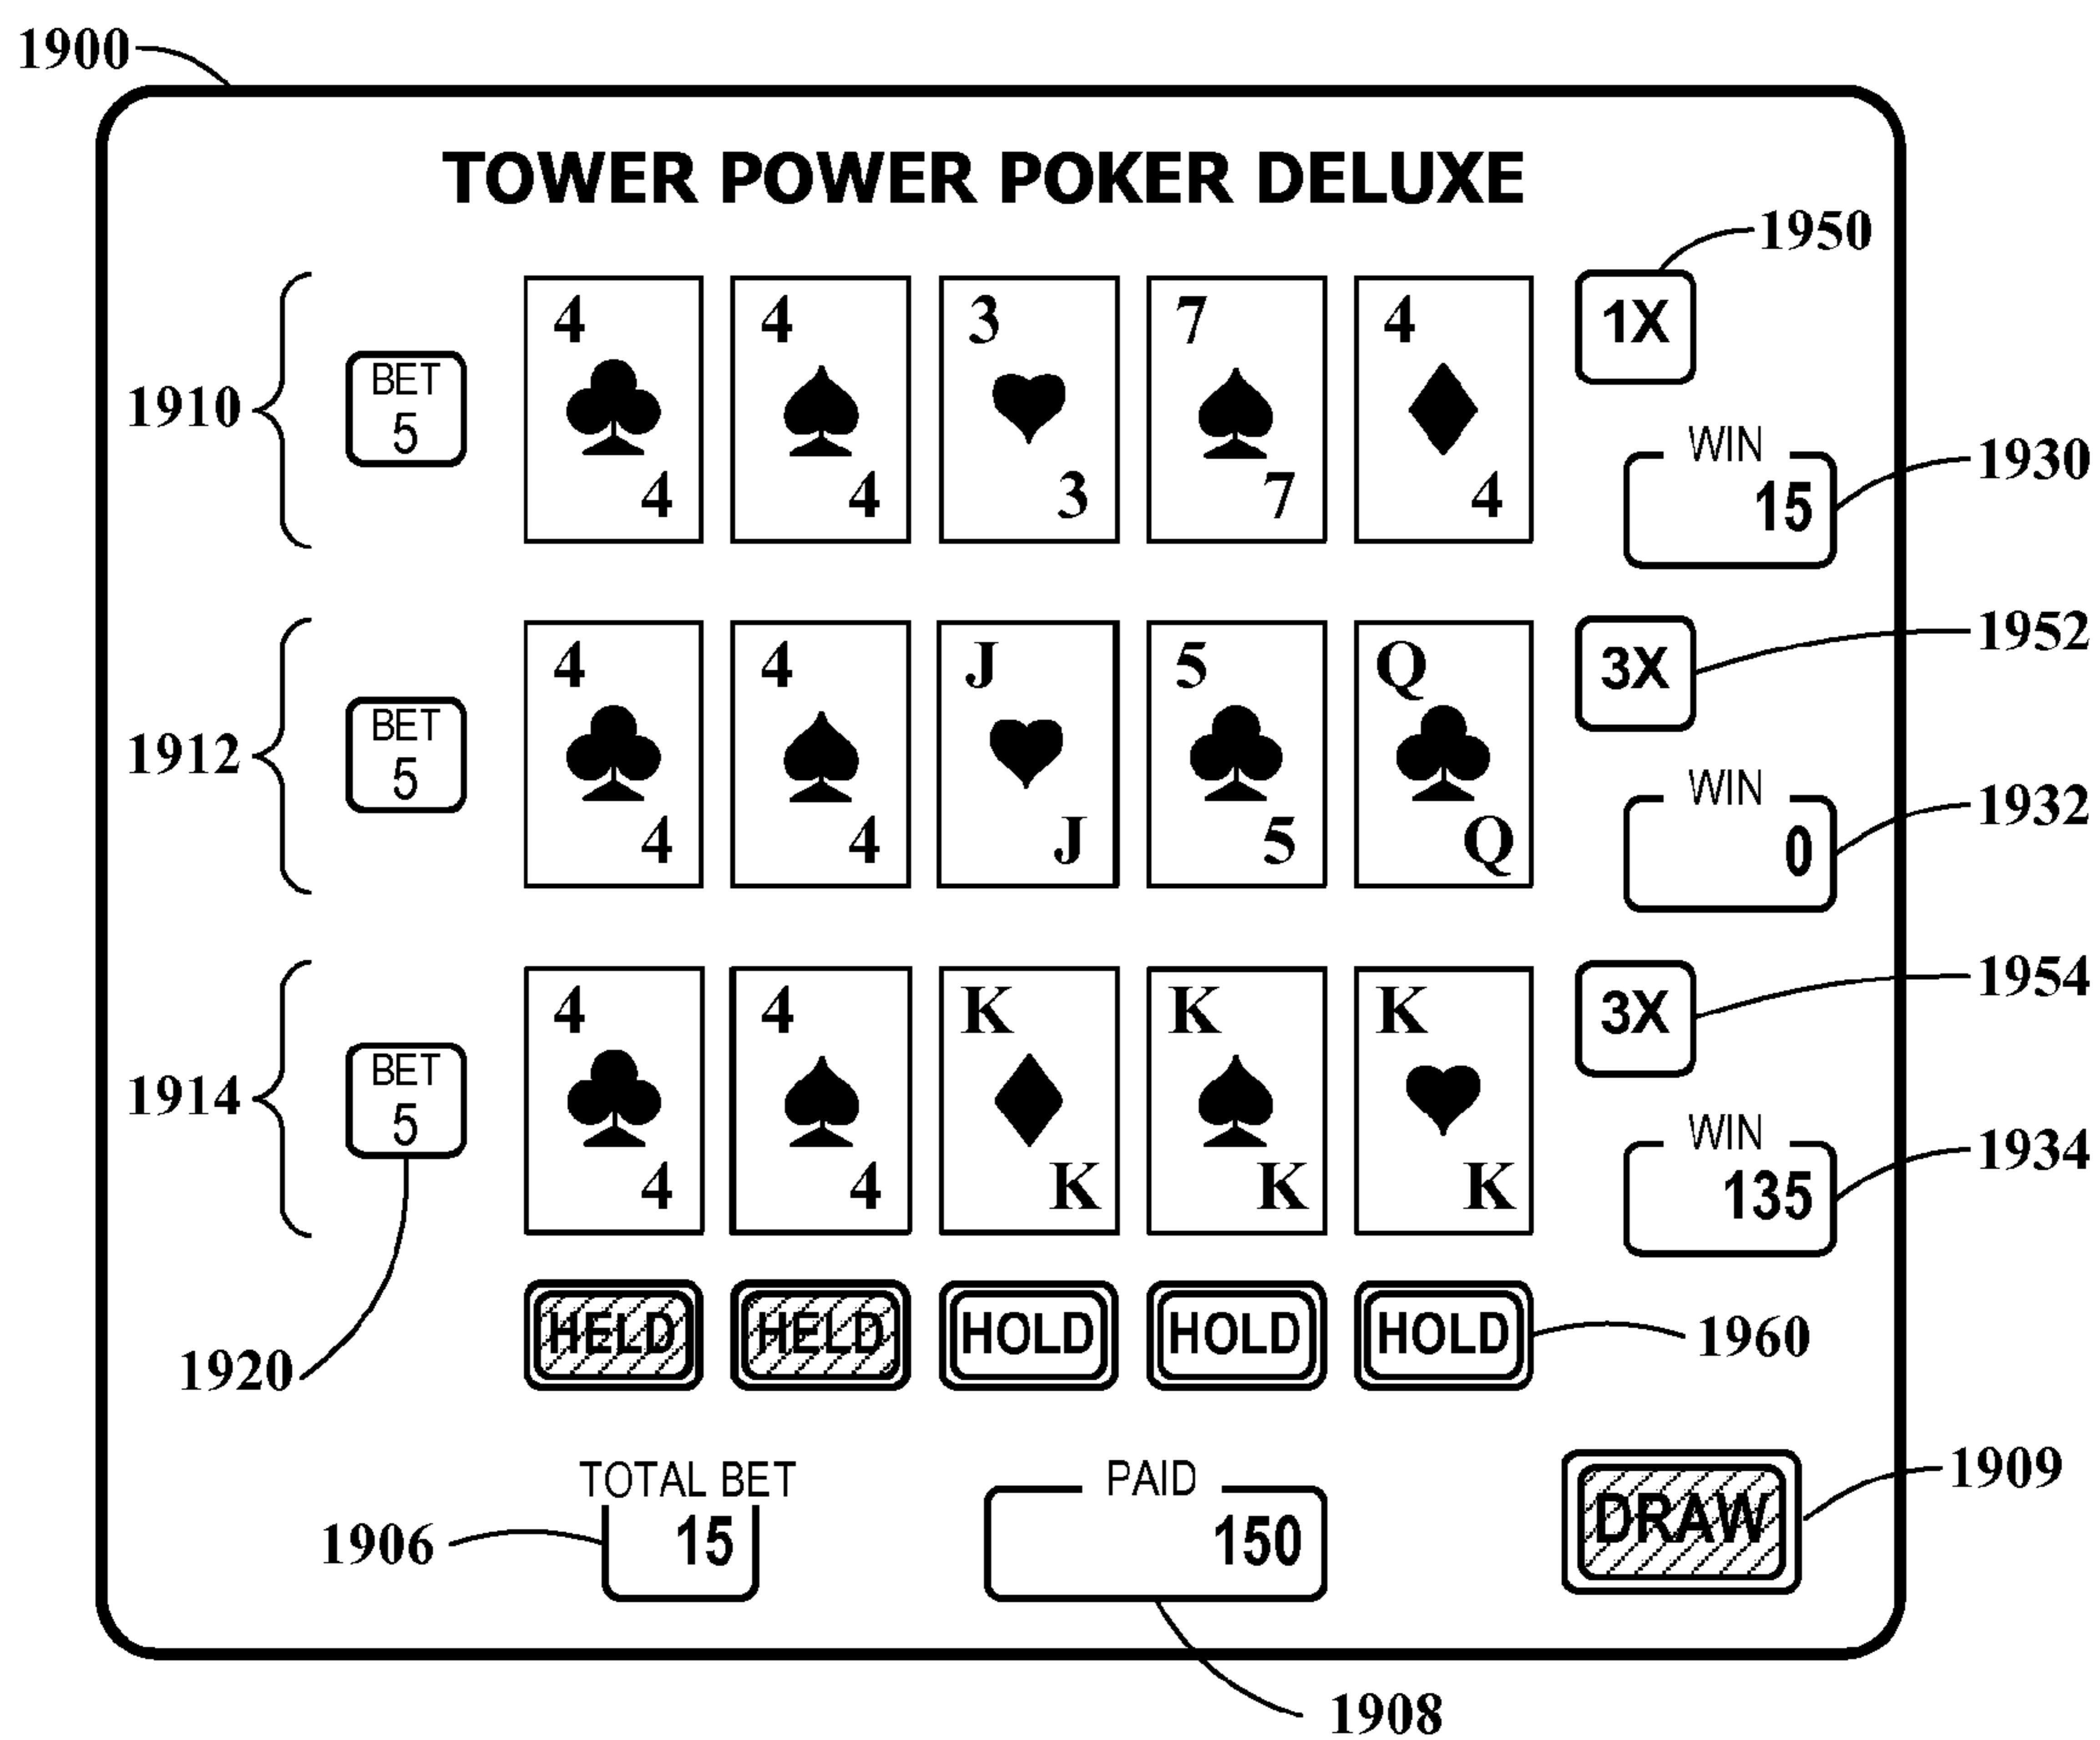 1900
TOWER POWER POKER DELUXE
1950
4 4 3 7 4
1X
BET
5
1910
WIN
15
1930
4 4 3 7 4
4 4 J 5 Q
3X
1952
BET
5
1912
WIN
0
1932
4 4 J 5 Q
4 4 K K K
3X
1954
BET
5
1914
WIN
135
1934
4 4 K K K
HELD HELD HOLD HOLD HOLD
1960
1920
TOTAL BET
15
1906
PAID
150
DRAW
1909
1908